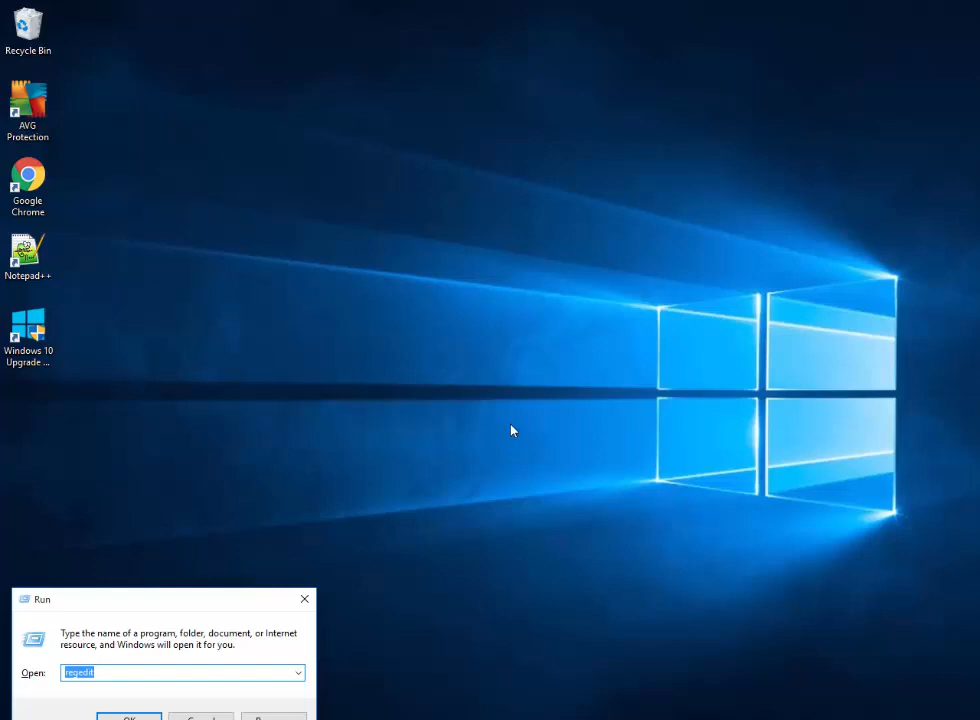 Recycle Bin
AVG
Protection
Google
Chrome
Notepad++
Windows 10
Upgrade ...
Run
Type the name of a program, folder, document, or Internet
resource, and Windows will open it for you.
Open: regedit
OK